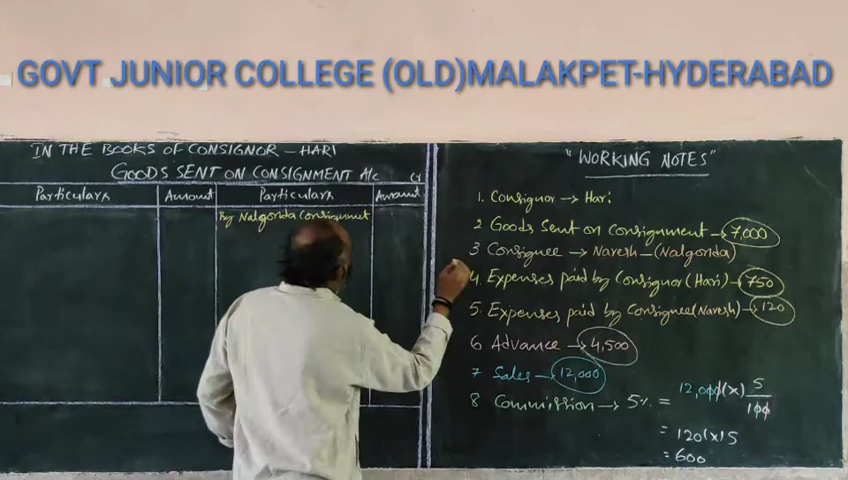 GOVT JUNIOR COLLEGE (OLD)MALAKPET-HYDERABAD
IN THE BOOKS OF CONSIGNOR - HARI
GOODS SENT ON CONSIGNMENT A/c Cr
Particulars Amount Particulars Amount
By Nalgonda Consignment
"WORKING NOTES"
1. Consignor → Hari
2 Goods Sent on Consignment → 7,000
3 Consignee → Naresh - (Nalgonda)
4. Expenses paid by Consignor (Hari) → 750
5. Expenses paid by Consignee (Naresh) → 120
6 Advance → 4,500
7 Sales → 12,000
8 Commission → 5% = 12,000 (x) 5/100
= 120(x)5
= 600